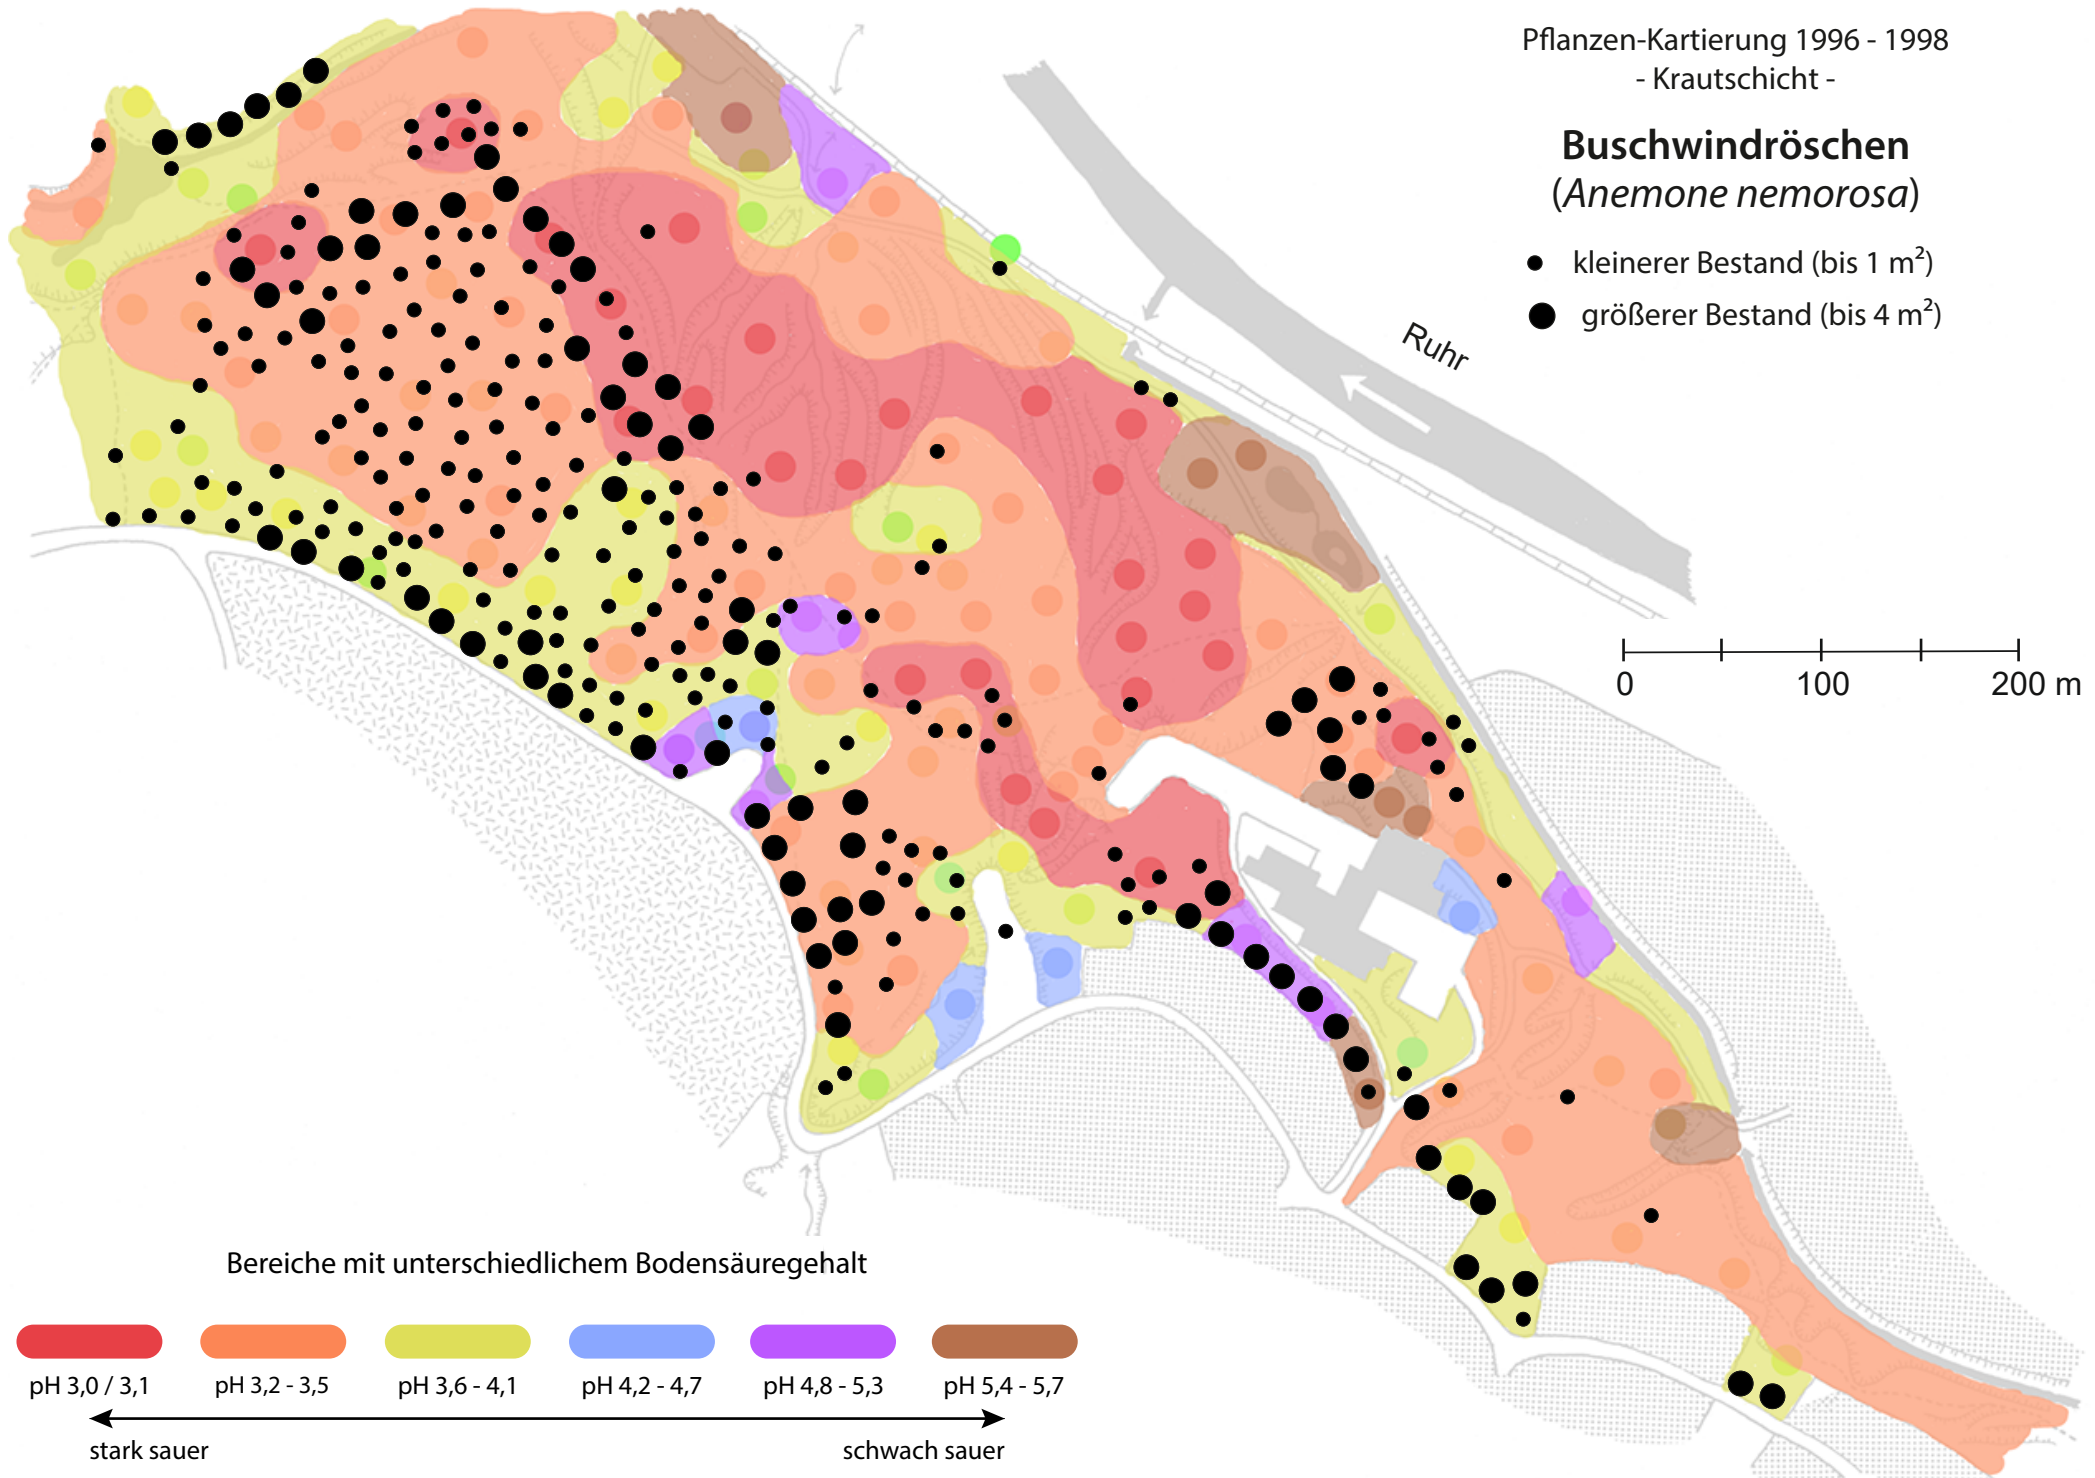 Pflanzen-Kartierung 1996 - 1998
- Krautschicht -
Buschwindröschen
(Anemone nemorosa)
kleinerer Bestand (bis 1 m²)
größerer Bestand (bis 4 m²)
Ruhr
0 100 200 m
Bereiche mit unterschiedlichem Bodensäuregehalt
pH 3,0 / 3,1 pH 3,2 - 3,5 pH 3,6 - 4,1 pH 4,2 - 4,7 pH 4,8 - 5,3 pH 5,4 - 5,7
stark sauer schwach sauer